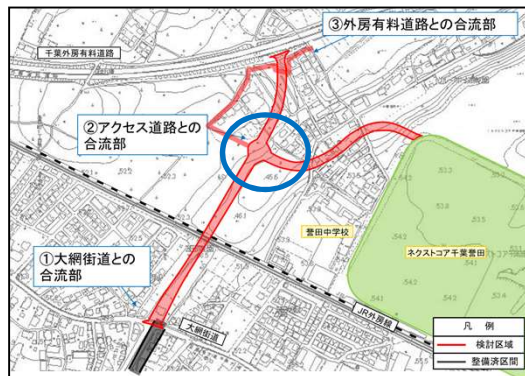 ③外房有料道路との合流部
千葉外房有料道路
②アクセス道路との
合流部
誉田中学校
ネクストコア千葉誉田
①大網街道との
合流部
大網街道
JR外房線
凡 例
検討区域
整備済区間